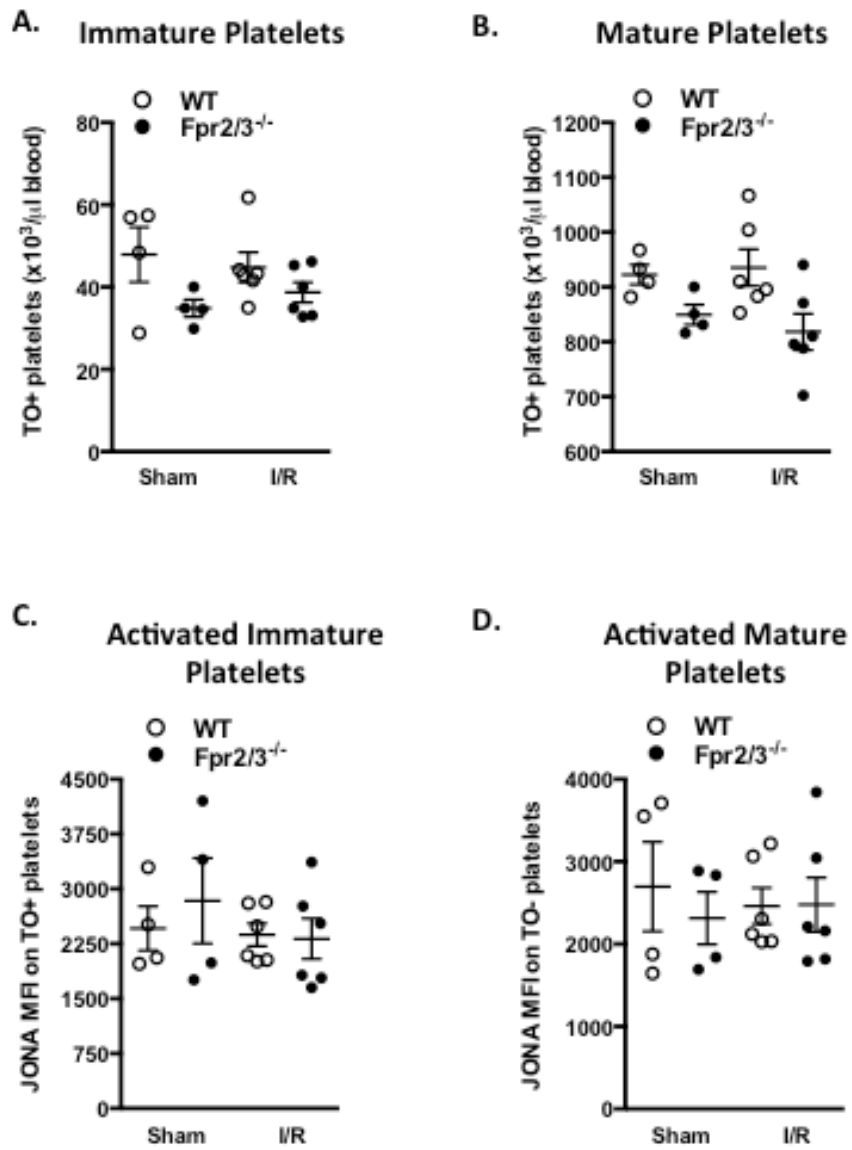 A.
Immature Platelets
WT
Fpr2/3-/-
TO+ platelets (x10³/µl blood)
80
60
40
20
0
Sham
I/R
B.
Mature Platelets
WT
Fpr2/3-/-
TO+ platelets (x10³/µl blood)
1200
1100
1000
900
800
700
600
Sham
I/R
C.
Activated Immature
Platelets
WT
Fpr2/3-/-
JONA MFI on TO+ platelets
4500
3750
3000
2250
1500
750
0
Sham
I/R
D.
Activated Mature
Platelets
WT
Fpr2/3-/-
JONA MFI on TO- platelets
4000
3000
2000
1000
0
Sham
I/R